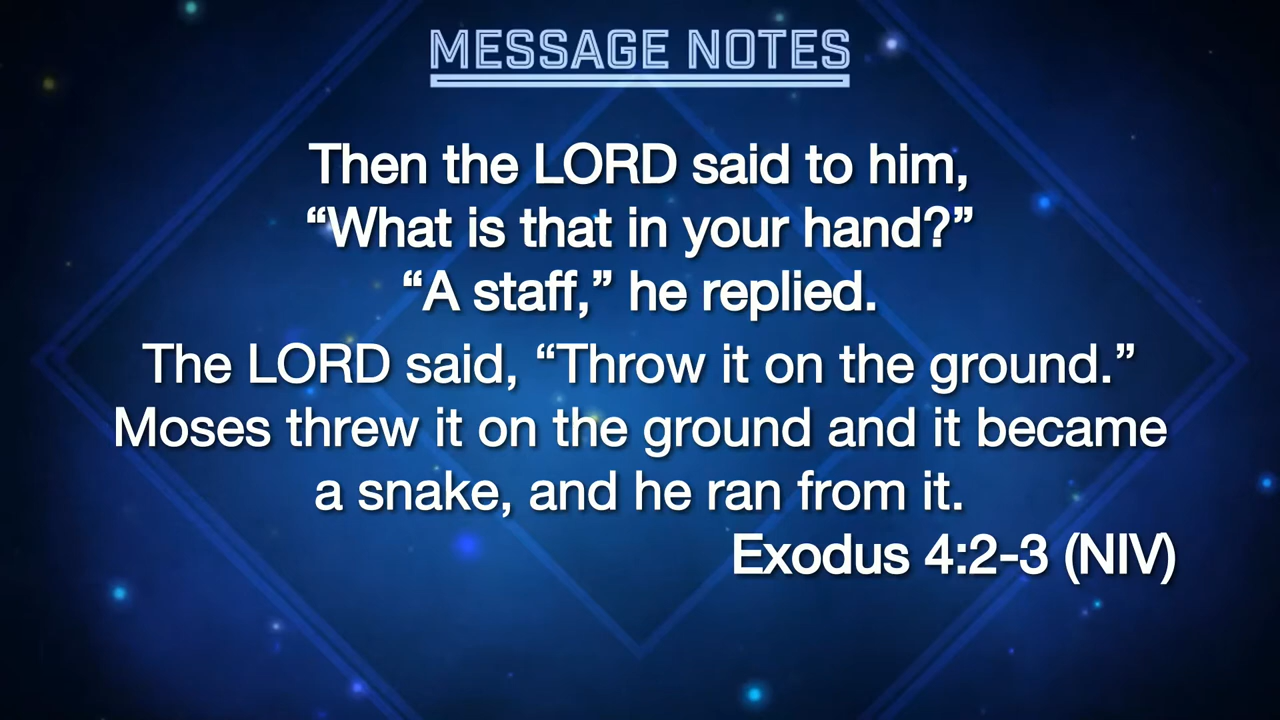 MESSAGE NOTES
Then the LORD said to him,
“What is that in your hand?”
“A staff,” he replied.
The LORD said, “Throw it on the ground.”
Moses threw it on the ground and it became
a snake, and he ran from it.
Exodus 4:2-3 (NIV)